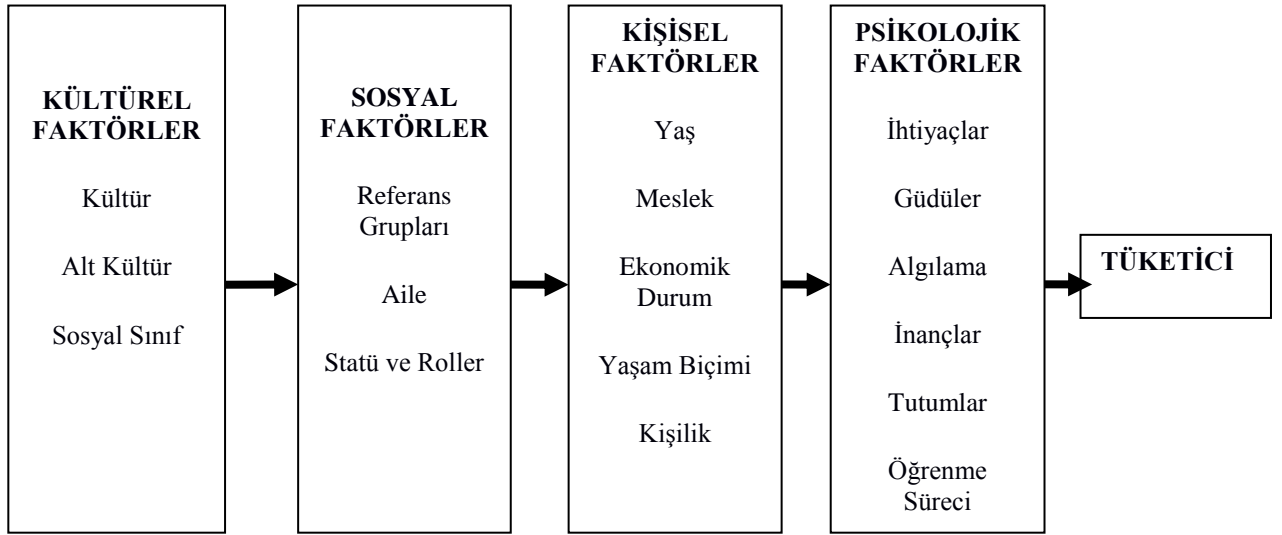 KÜLTÜREL
FAKTÖRLER
Kültür
Alt Kültür
Sosyal Sınıf
SOSYAL
FAKTÖRLER
Referans
Grupları
Aile
Statü ve Roller
KİŞİSEL
FAKTÖRLER
Yaş
Meslek
Ekonomik
Durum
Yaşam Biçimi
Kişilik
PSİKOLOJİK
FAKTÖRLER
İhtiyaçlar
Güdüler
Algılama
İnançlar
Tutumlar
Öğrenme
Süreci
TÜKETİCİ